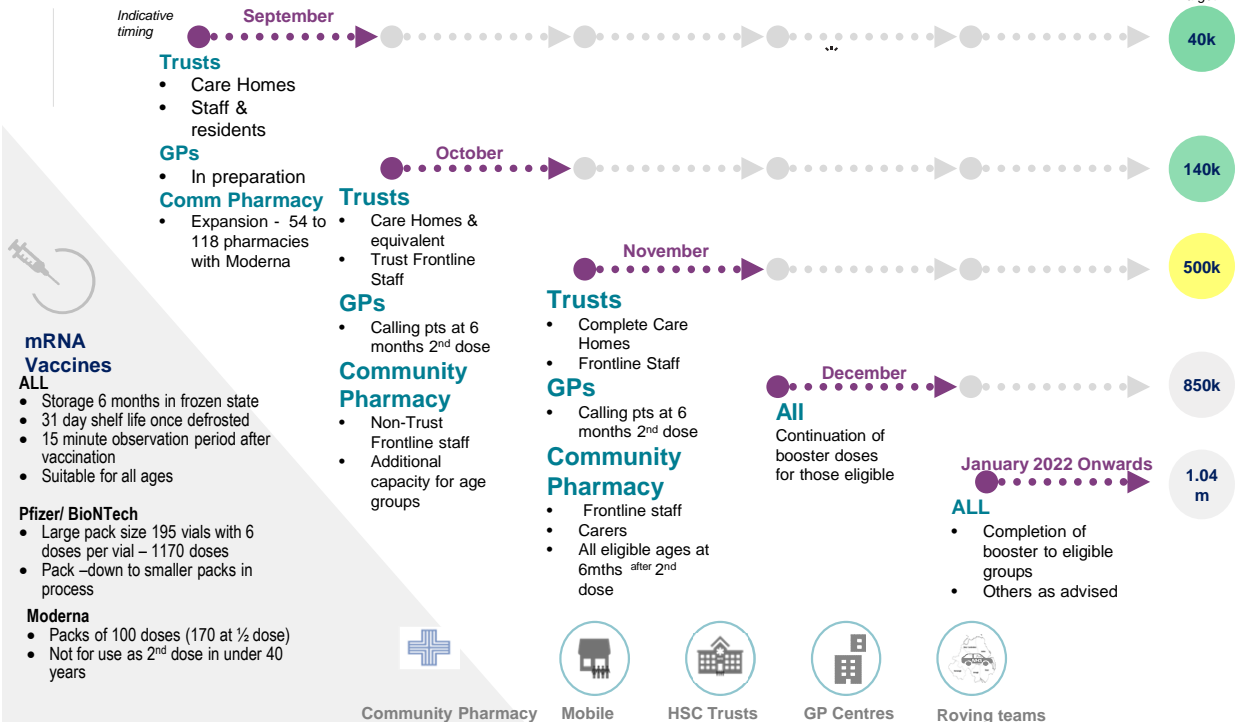 Indicative
timing
September
40k
Trusts
• Care Homes
• Staff &
residents
GPs
• In preparation
Comm Pharmacy
• Expansion - 54 to
118 pharmacies
with Moderna
October
140k
Trusts
• Care Homes &
equivalent
• Trust Frontline
Staff
GPs
• Calling pts at 6
months 2nd dose
Community
Pharmacy
• Non-Trust
Frontline staff
• Additional
capacity for age
groups
November
500k
Trusts
• Complete Care
Homes
• Frontline Staff
GPs
• Calling pts at 6
months 2nd dose
Community
Pharmacy
• Frontline staff
• Carers
• All eligible ages at
6mths after 2nd
dose
December
850k
All
Continuation of
booster doses
for those eligible
January 2022 Onwards
1.04
m
ALL
• Completion of
booster to eligible
groups
• Others as advised
mRNA
Vaccines
ALL
• Storage 6 months in frozen state
• 31 day shelf life once defrosted
• 15 minute observation period after
vaccination
• Suitable for all ages
Pfizer/ BioNTech
• Large pack size 195 vials with 6
doses per vial – 1170 doses
• Pack –down to smaller packs in
process
Moderna
• Packs of 100 doses (170 at ½ dose)
• Not for use as 2nd dose in under 40
years
Community Pharmacy
Mobile
HSC Trusts
GP Centres
Roving teams